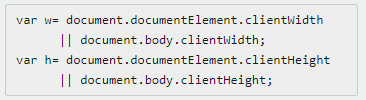 var w= document.documentElement.clientWidth
|| document.body.clientWidth;
var h= document.documentElement.clientHeight
|| document.body.clientHeight;